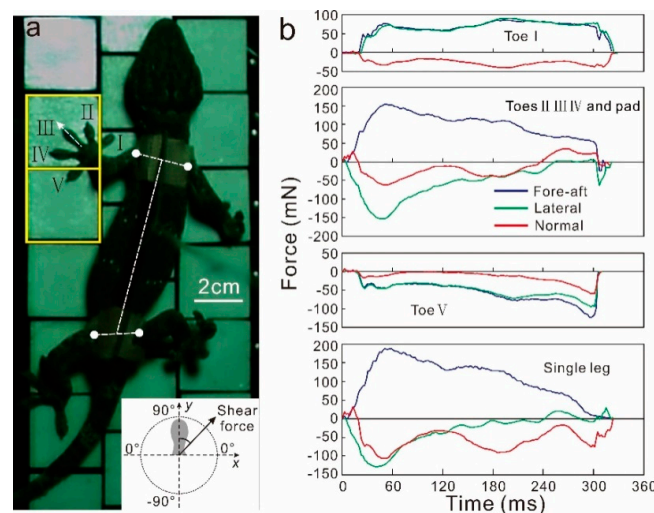 a
II
III
IV
I
V
2cm
90°
y
Shear
force
0°
0°
x
-90°
b
Force (mN)
100
50
0
-50
Toe I
200
150
100
50
0
-50
-100
-150
-200
Toes II III IV and pad
Fore-aft
Lateral
Normal
50
0
-50
-100
-150
Toe V
200
150
100
50
0
-50
-100
-150
Single leg
0 60 120 180 240 300 360
Time (ms)